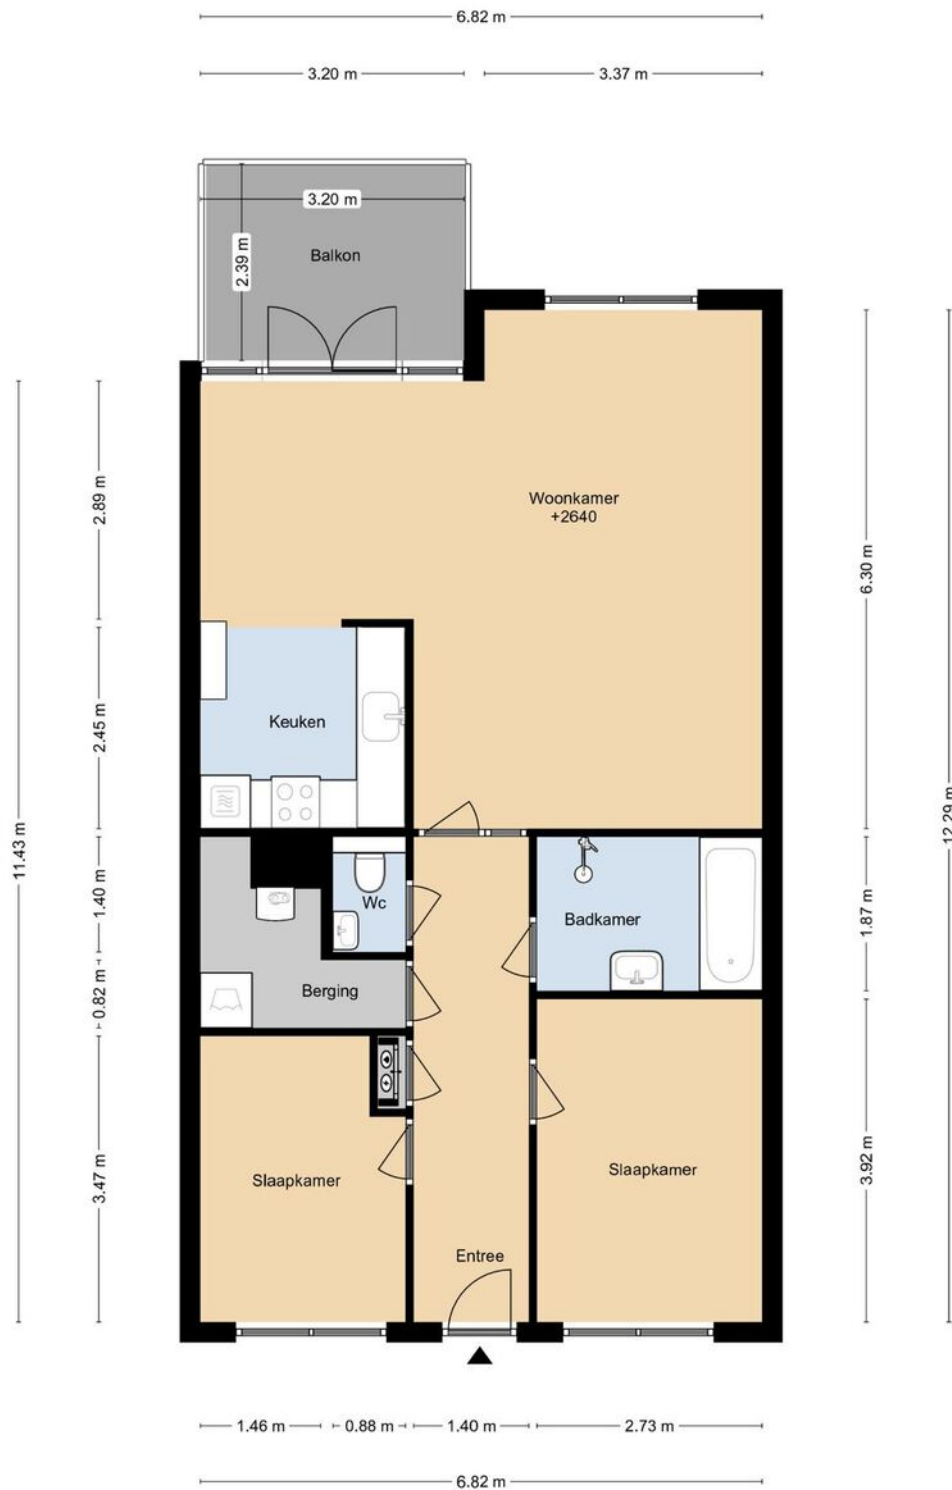 6.82 m
3.20 m
3.37 m
3.20 m
2.39 m
Balkon
Woonkamer
+2640
2.89 m
6.30 m
Keuken
2.45 m
11.43 m
12.29 m
1.40 m
Wc
Badkamer
1.87 m
0.82 m
Berging
Slaapkamer
Slaapkamer
3.47 m
3.92 m
Entree
1.46 m
0.88 m
1.40 m
2.73 m
6.82 m